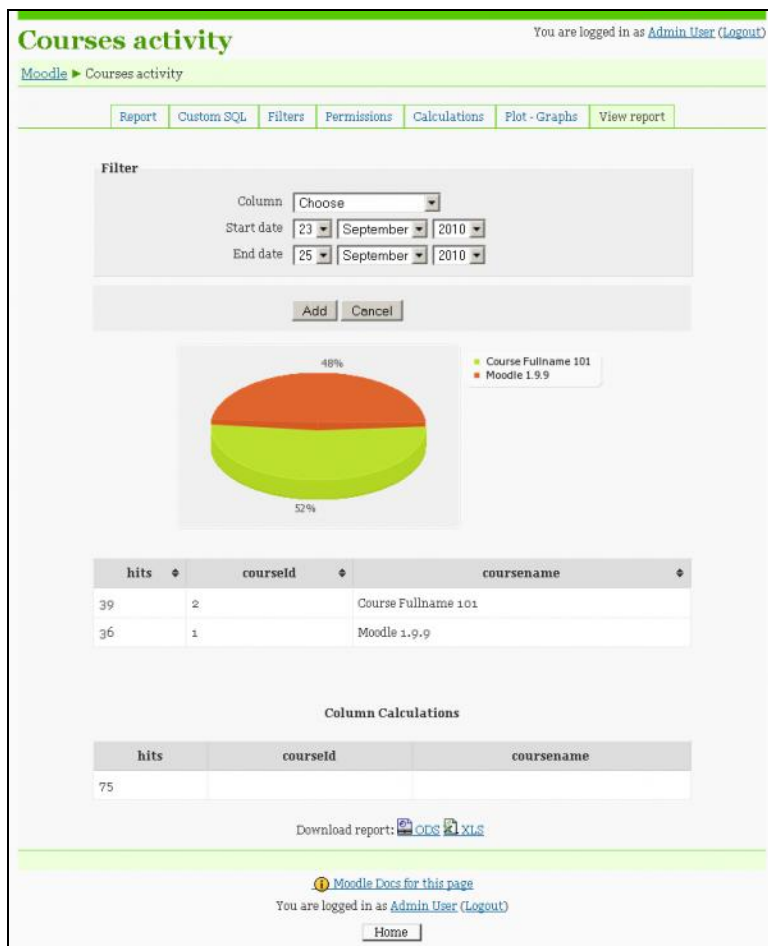 Courses activity
You are logged in as Admin User (Logout)
Moodle ► Courses activity
Report Custom SQL Filters Permissions Calculations Plot - Graphs View report
Filter
Column Choose
Start date 23 September 2010
End date 25 September 2010
Add Cancel
48%
Course Fullname 101
Moodle 1.9.9
52%
hits courseId coursename
39 2 Course Fullname 101
36 1 Moodle 1.9.9
Column Calculations
hits courseId coursename
75
Download report: ODS XLS
Moodle Docs for this page
You are logged in as Admin User (Logout)
Home